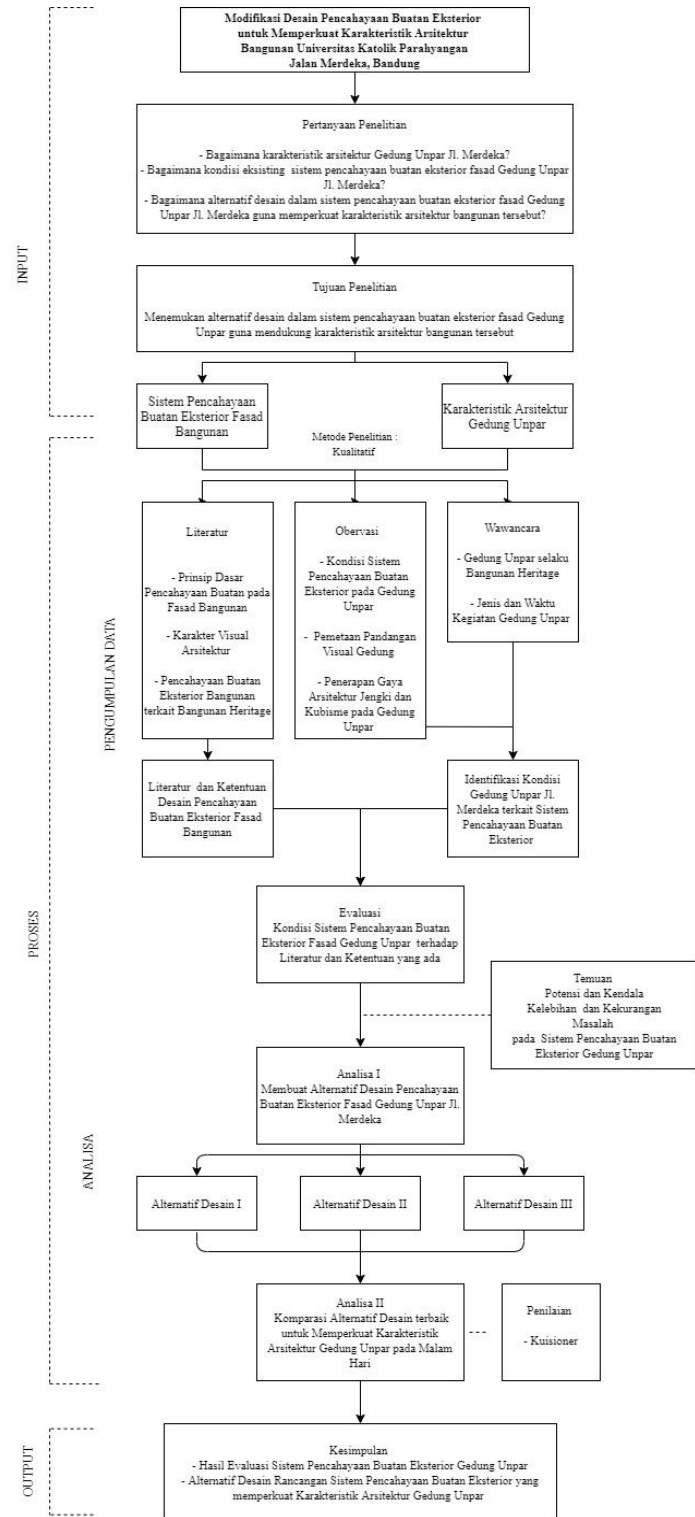 Modifikasi Desain Pencahayaan Buatan Eksterior
untuk Memperkuat Karakteristik Arsitektur
Bangunan Universitas Katolik Parahyangan
Jalan Merdeka, Bandung
Pertanyaan Penelitian
- Bagaimana karakteristik arsitektur Gedung Unpar Jl. Merdeka?
- Bagaimana kondisi eksisting sistem pencahayaan buatan eksterior fasad Gedung Unpar
Jl. Merdeka?
- Bagaimana alternatif desain dalam sistem pencahayaan buatan eksterior fasad Gedung
Unpar Jl. Merdeka guna memperkuat karakteristik arsitektur bangunan tersebut?
INPUT
Tujuan Penelitian
Menemukan alternatif desain dalam sistem pencahayaan buatan eksterior fasad Gedung
Unpar guna mendukung karakteristik arsitektur bangunan tersebut
Sistem Pencahayaan
Buatan Eksterior Fasad
Bangunan
Karakteristik Arsitektur
Gedung Unpar
Metode Penelitian :
Kualitatif
PROSES
PENGUMPULAN DATA
Literatur
- Prinsip Dasar
Pencahayaan Buatan pada
Fasad Bangunan
- Karakter Visual
Arsitektur
- Pencahayaan Buatan
Eksterior Bangunan
terkait Bangunan Heritage
Obervasi
- Kondisi Sistem
Pencahayaan Buatan
Eksterior pada Gedung
Unpar
- Pemetaan Pandangan
Visual Gedung
- Penerapan Gaya
Arsitektur Jengki dan
Kubisme pada Gedung
Unpar
Wawancara
- Gedung Unpar selaku
Bangunan Heritage
- Jenis dan Waktu
Kegiatan Gedung Unpar
Literatur dan Ketentuan
Desain Pencahayaan
Buatan Eksterior Fasad
Bangunan
Identifikasi Kondisi
Gedung Unpar Jl.
Merdeka terkait Sistem
Pencahayaan Buatan
Eksterior
Evaluasi
Kondisi Sistem Pencahayaan Buatan
Eksterior Fasad Gedung Unpar terhadap
Literatur dan Ketentuan yang ada
Temuan
Potensi dan Kendala
Kelebihan dan Kekurangan
Masalah
pada Sistem Pencahayaan Buatan
Eksterior Gedung Unpar
ANALISA
Analisa I
Membuat Alternatif Desain Pencahayaan
Buatan Eksterior Fasad Gedung Unpar Jl.
Merdeka
Alternatif Desain I
Alternatif Desain II
Alternatif Desain III
Analisa II
Komparasi Alternatif Desain terbaik
untuk Memperkuat Karakteristik
Arsitektur Gedung Unpar pada Malam
Hari
Penilaian
- Kuisioner
OUTPUT
Kesimpulan
- Hasil Evaluasi Sistem Pencahayaan Buatan Eksterior Gedung Unpar
- Alternatif Desain Rancangan Sistem Pencahayaan Buatan Eksterior yang
memperkuat Karakteristik Arsitektur Gedung Unpar